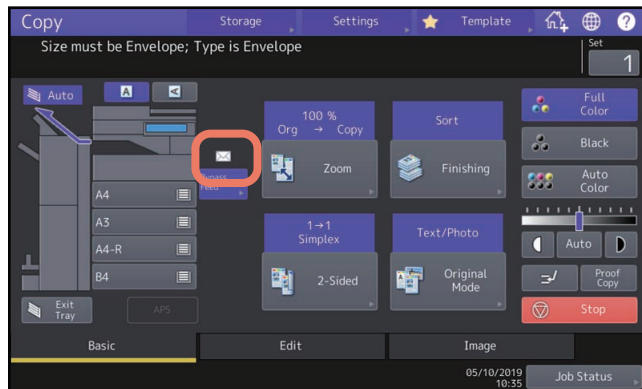 Copy
Storage
Settings
Template
?
Size must be Envelope; Type is Envelope
Set
1
Auto
A
A
100 %
Org → Copy
Zoom
Sort
Finishing
Full
Color
Black
Auto
Color
Bypass
Feed
A4
A3
A4-R
B4
1→1
Simplex
2-Sided
Text/Photo
Original
Mode
Auto
Proof
Copy
Exit
Tray
APS
Stop
Basic
Edit
Image
05/10/2019
10:35
Job Status